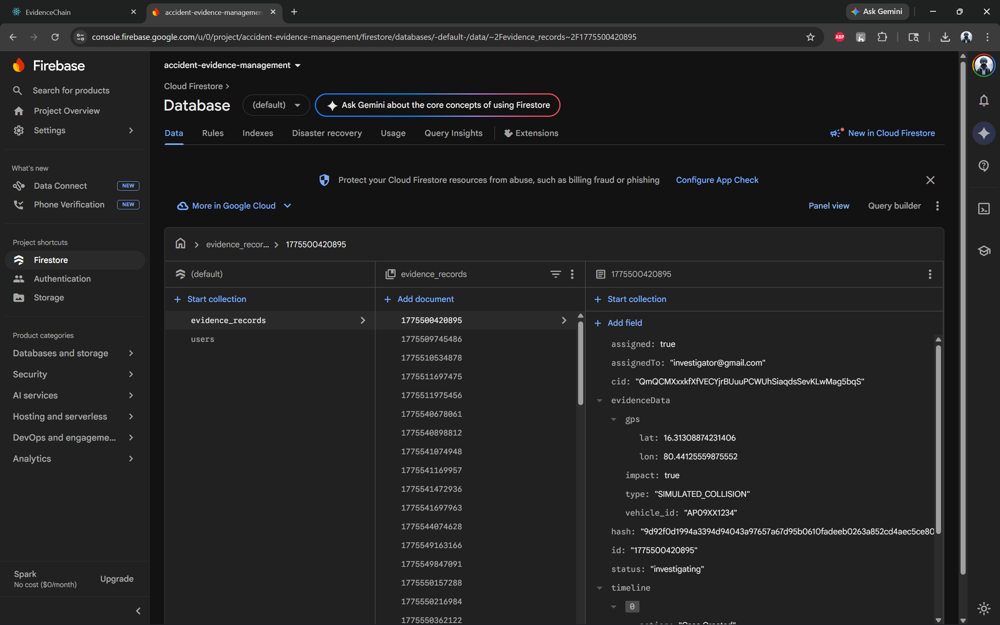 EvidenceChain
accident-evidence-managemen
Ask Gemini
console.firebase.google.com/u/0/project/accident-evidence-management/firestore/databases/-default-/data/~2Fevidence_records~2F1775500420895
ABP
Firebase
Search for products
Project Overview
Settings
What's new
Data Connect NEW
Phone Verification NEW
Project shortcuts
Firestore
Authentication
Storage
Product categories
Databases and storage
Security
AI services
Hosting and serverless
DevOps and engageme...
Analytics
Spark
No cost ($0/month)
Upgrade
accident-evidence-management
Cloud Firestore
Database
(default)
Ask Gemini about the core concepts of using Firestore
Data Rules Indexes Disaster recovery Usage Query Insights Extensions
New in Cloud Firestore
Protect your Cloud Firestore resources from abuse, such as billing fraud or phishing Configure App Check
More in Google Cloud
Panel view Query builder
evidence_recor... 1775500420895
(default)
+ Start collection
evidence_records
users
evidence_records
+ Add document
1775500420895
1775509745486
1775510534878
1775511697475
1775511975456
1775540678061
1775540898812
1775541074948
1775541169957
1775541472936
1775541697963
1775544074628
1775549163166
1775549847091
1775550157288
1775550216984
1775550362122
1775500420895
+ Start collection
+ Add field
assigned: true
assignedTo: "investigator@gmail.com"
cid: "QmQCMXxxkfXfVECYjrBUuuPCWUhSiaqdsSevKLwMag5bqS"
evidenceData
gps
lat: 16.31308874231406
lon: 80.44125559875552
impact: true
type: "SIMULATED_COLLISION"
vehicle_id: "AP09XX1234"
hash: "9d92f0d1994a3394d94043a97657a67d95b0610fadeeb0263a852cd4aec5ce80
id: "1775500420895"
status: "investigating"
timeline
0